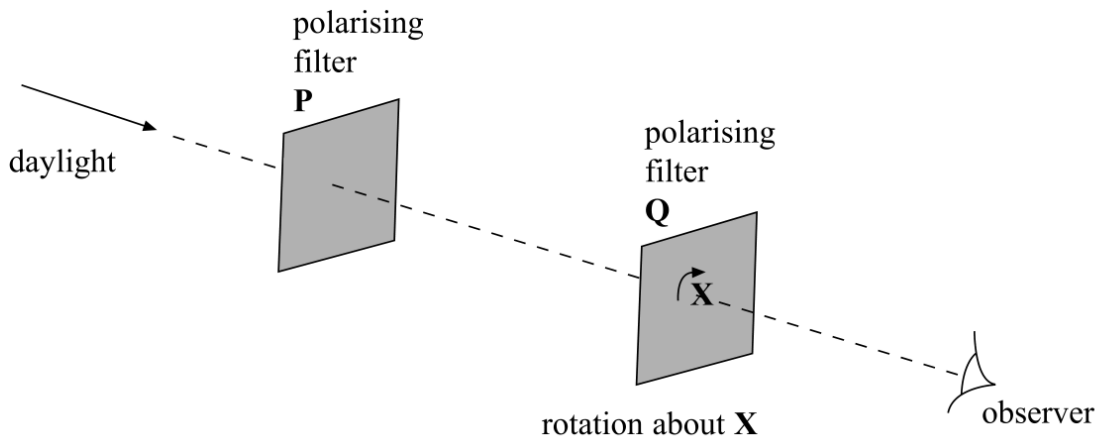 polarising
filter
P
daylight
polarising
filter
Q
X
rotation about X
observer